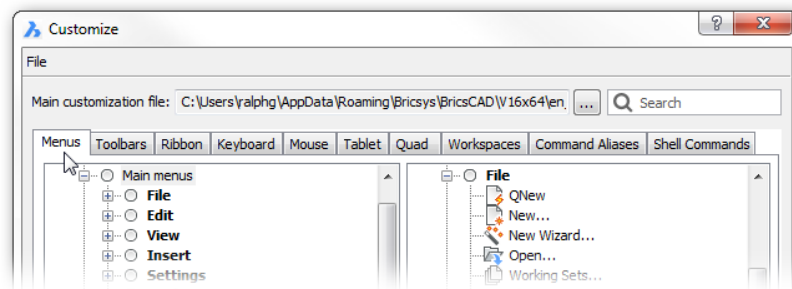 Customize
File
Main customization file: C:\Users\ralphg\AppData\Roaming\Bricsys\BricsCAD\V16x64\en_ ... Search
Menus Toolbars Ribbon Keyboard Mouse Tablet Quad Workspaces Command Aliases Shell Commands
Main menus
File
Edit
View
Insert
Settings
File
QNew
New...
New Wizard...
Open...
Working Sets...